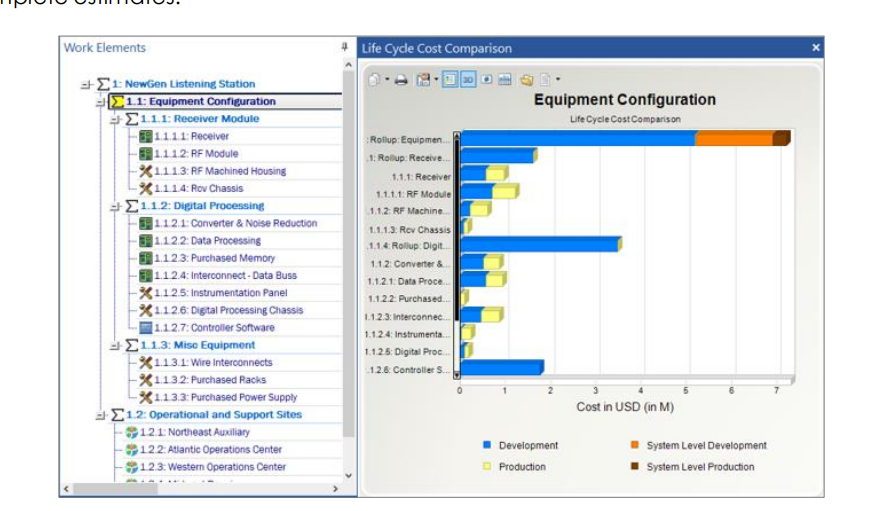 mplete estimates.
Work Elements
1: NewGen Listening Station
1.1: Equipment Configuration
1.1.1: Receiver Module
1.1.1.1: Receiver
1.1.1.2: RF Module
1.1.1.3: RF Machined Housing
1.1.1.4: Rcv Chassis
1.1.2: Digital Processing
1.1.2.1: Converter & Noise Reduction
1.1.2.2: Data Processing
1.1.2.3: Purchased Memory
1.1.2.4: Interconnect - Data Buss
1.1.2.5: Instrumentation Panel
1.1.2.6: Digital Processing Chassis
1.1.2.7: Controller Software
1.1.3: Misc Equipment
1.1.3.1: Wire Interconnects
1.1.3.2: Purchased Racks
1.1.3.3: Purchased Power Supply
1.2: Operational and Support Sites
1.2.1: Northeast Auxiliary
1.2.2: Atlantic Operations Center
1.2.3: Western Operations Center
Life Cycle Cost Comparison
3D
Equipment Configuration
Life Cycle Cost Comparison
: Rollup: Equipmen...
.1: Rollup: Receive...
1.1.1: Receiver
1.1.1.1: RF Module
.1.1.2: RF Machine...
1.1.1.3: Rcv Chassis
.1.1.4: Rollup: Digit...
1.1.2: Converter &...
1.1.2.1: Data Proce...
1.1.2.2: Purchased...
1.1.2.3: Interconnec...
1.1.2.4: Instrumenta...
1.1.2.5: Digital Proc...
.1.2.6: Controller S...
0 1 2 3 4 5 6 7
Cost in USD (in M)
Development
System Level Development
Production
System Level Production